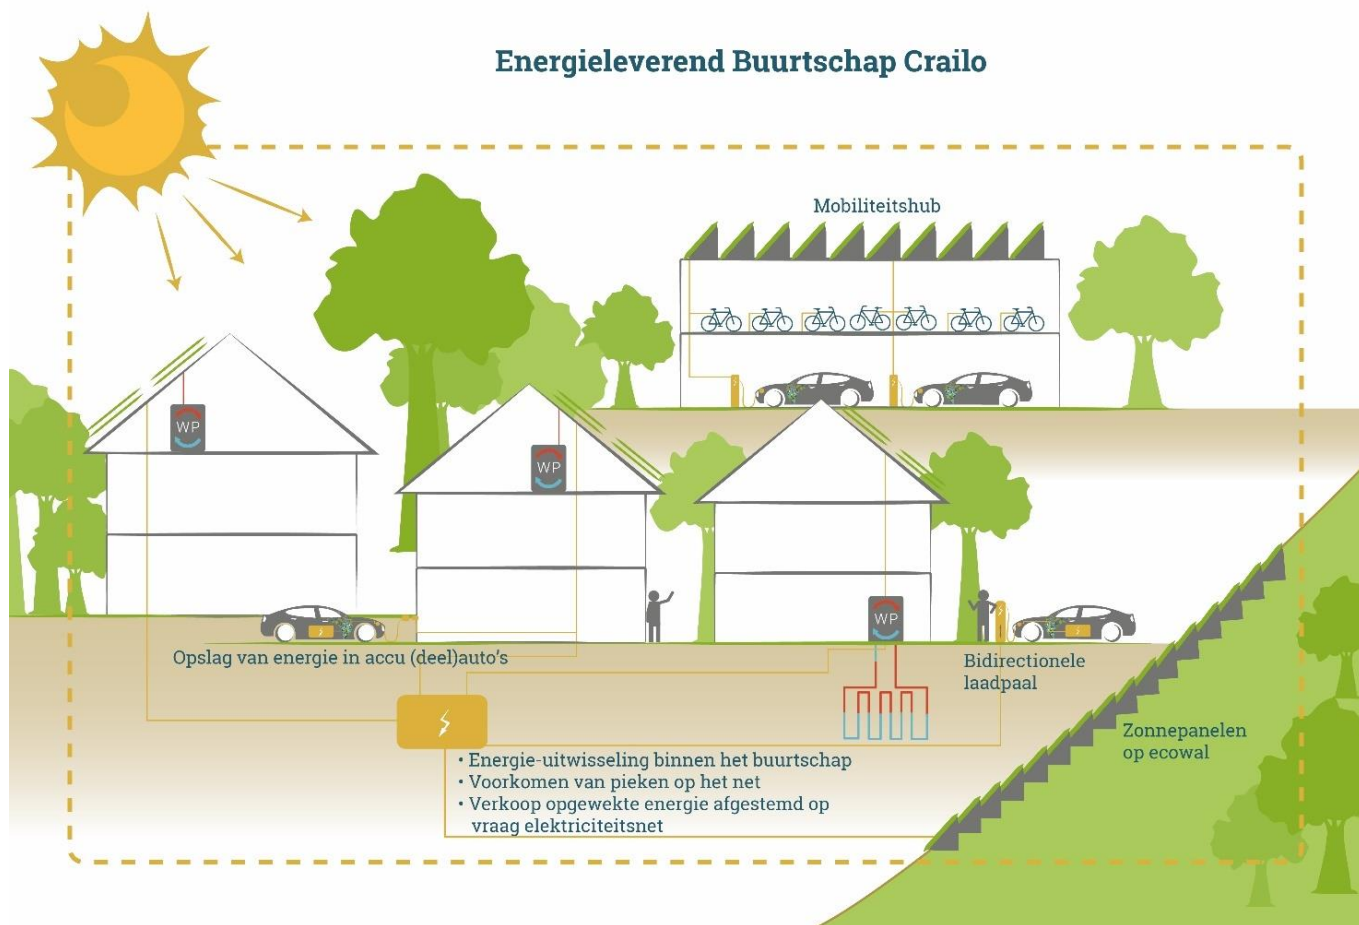 Energieleverend Buurtschap Crailo
Mobiliteitshub
WP
WP
WP
Opslag van energie in accu (deel)auto's
Bidirectionele
laadpaal
Zonnepanelen
op ecowal
• Energie-uitwisseling binnen het buurtschap
• Voorkomen van pieken op het net
• Verkoop opgewekte energie afgestemd op
vraag elektriciteitsnet